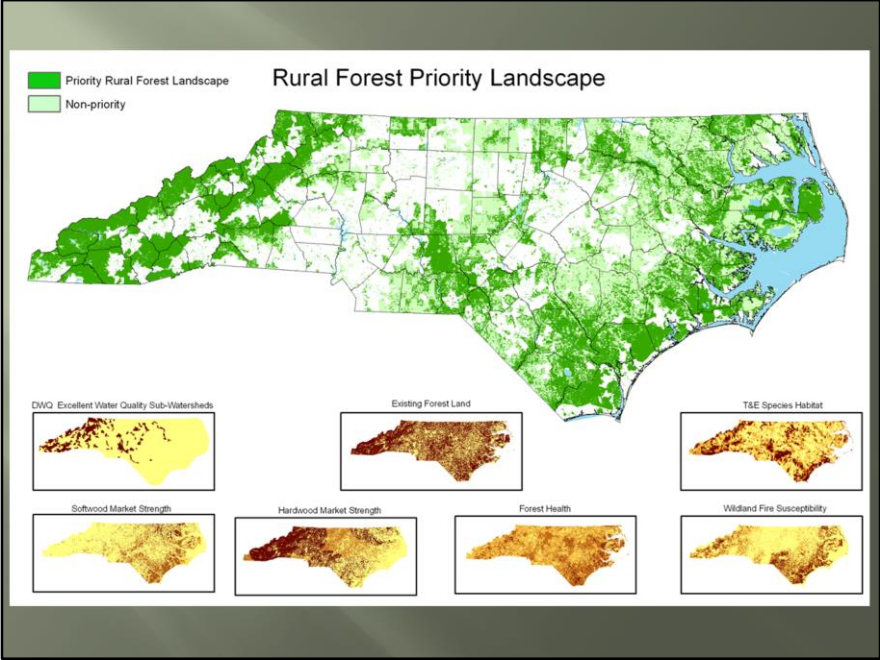 Rural Forest Priority Landscape
Priority Rural Forest Landscape
Non-priority
DWQ Excellent Water Quality Sub-Watersheds
Existing Forest Land
T&E Species Habitat
Softwood Market Strength
Hardwood Market Strength
Forest Health
Wildland Fire Susceptibility